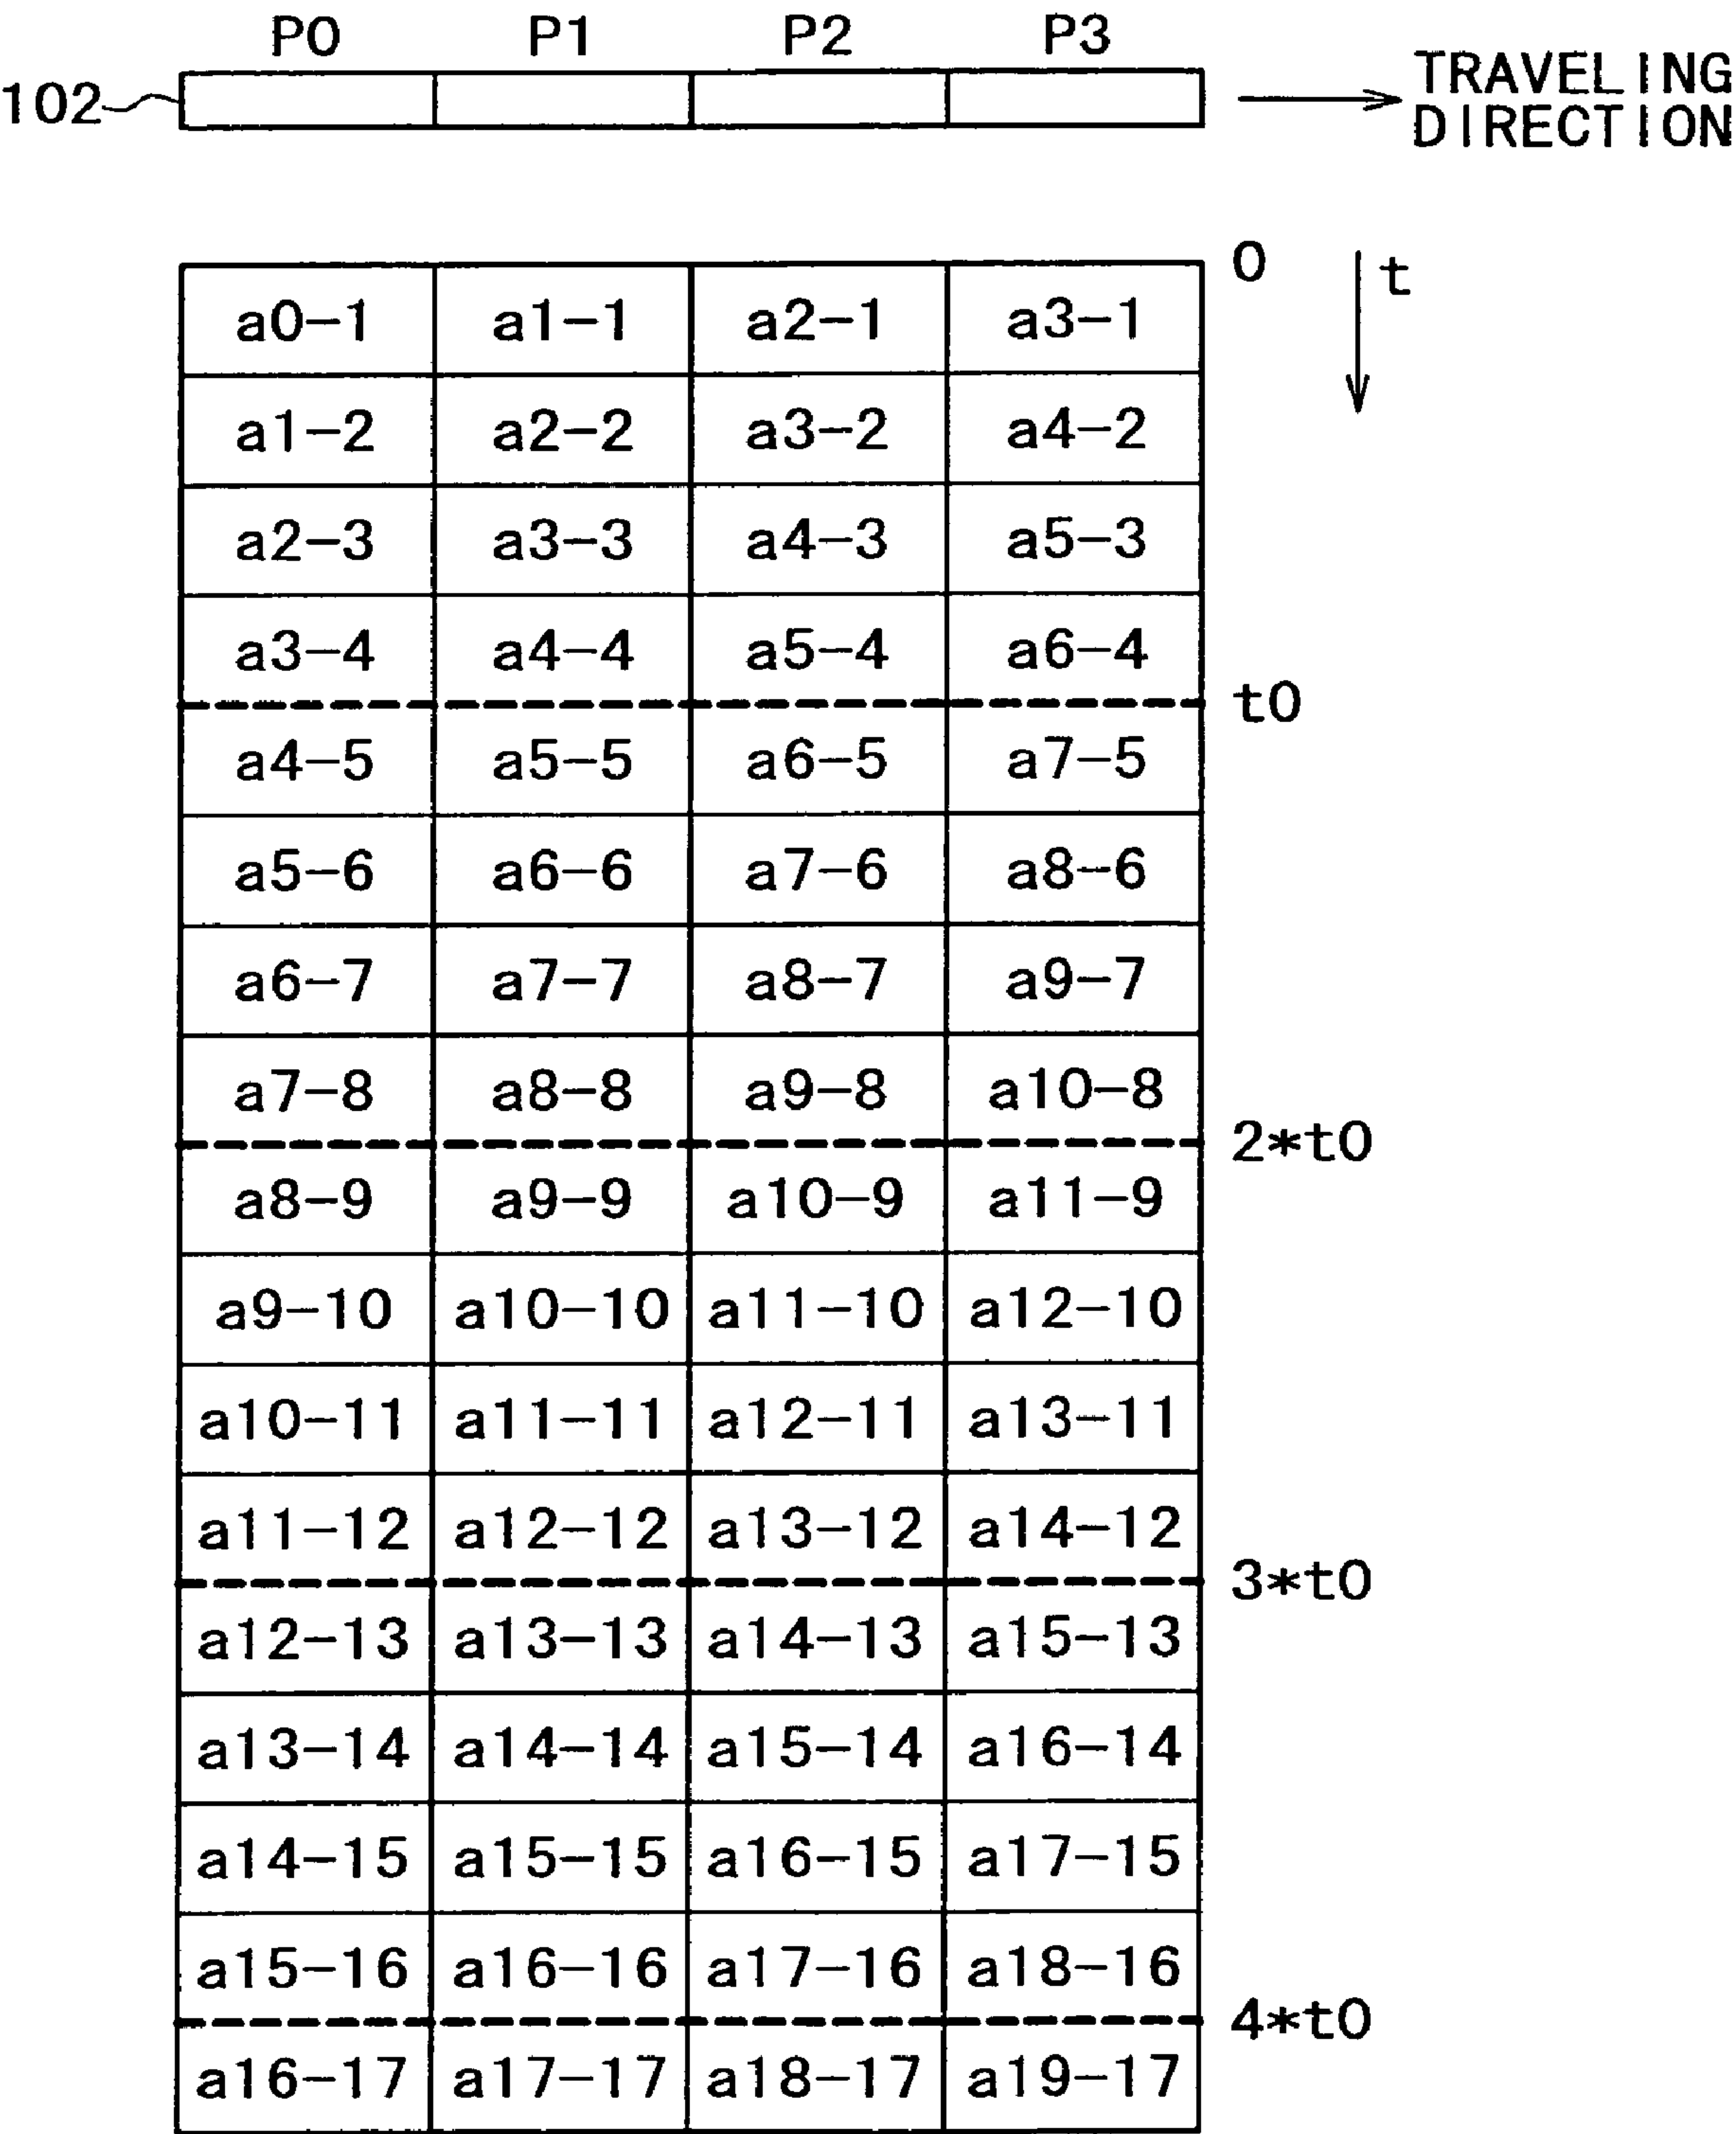 P0 P1 P2 P3
102
TRAVELING
DIRECTION
0
t
a0-1 a1-1 a2-1 a3-1
a1-2 a2-2 a3-2 a4-2
a2-3 a3-3 a4-3 a5-3
a3-4 a4-4 a5-4 a6-4
t0
a4-5 a5-5 a6-5 a7-5
a5-6 a6-6 a7-6 a8-6
a6-7 a7-7 a8-7 a9-7
a7-8 a8-8 a9-8 a10-8
2*t0
a8-9 a9-9 a10-9 a11-9
a9-10 a10-10 a11-10 a12-10
a10-11 a11-11 a12-11 a13-11
a11-12 a12-12 a13-12 a14-12
3*t0
a12-13 a13-13 a14-13 a15-13
a13-14 a14-14 a15-14 a16-14
a14-15 a15-15 a16-15 a17-15
a15-16 a16-16 a17-16 a18-16
4*t0
a16-17 a17-17 a18-17 a19-17